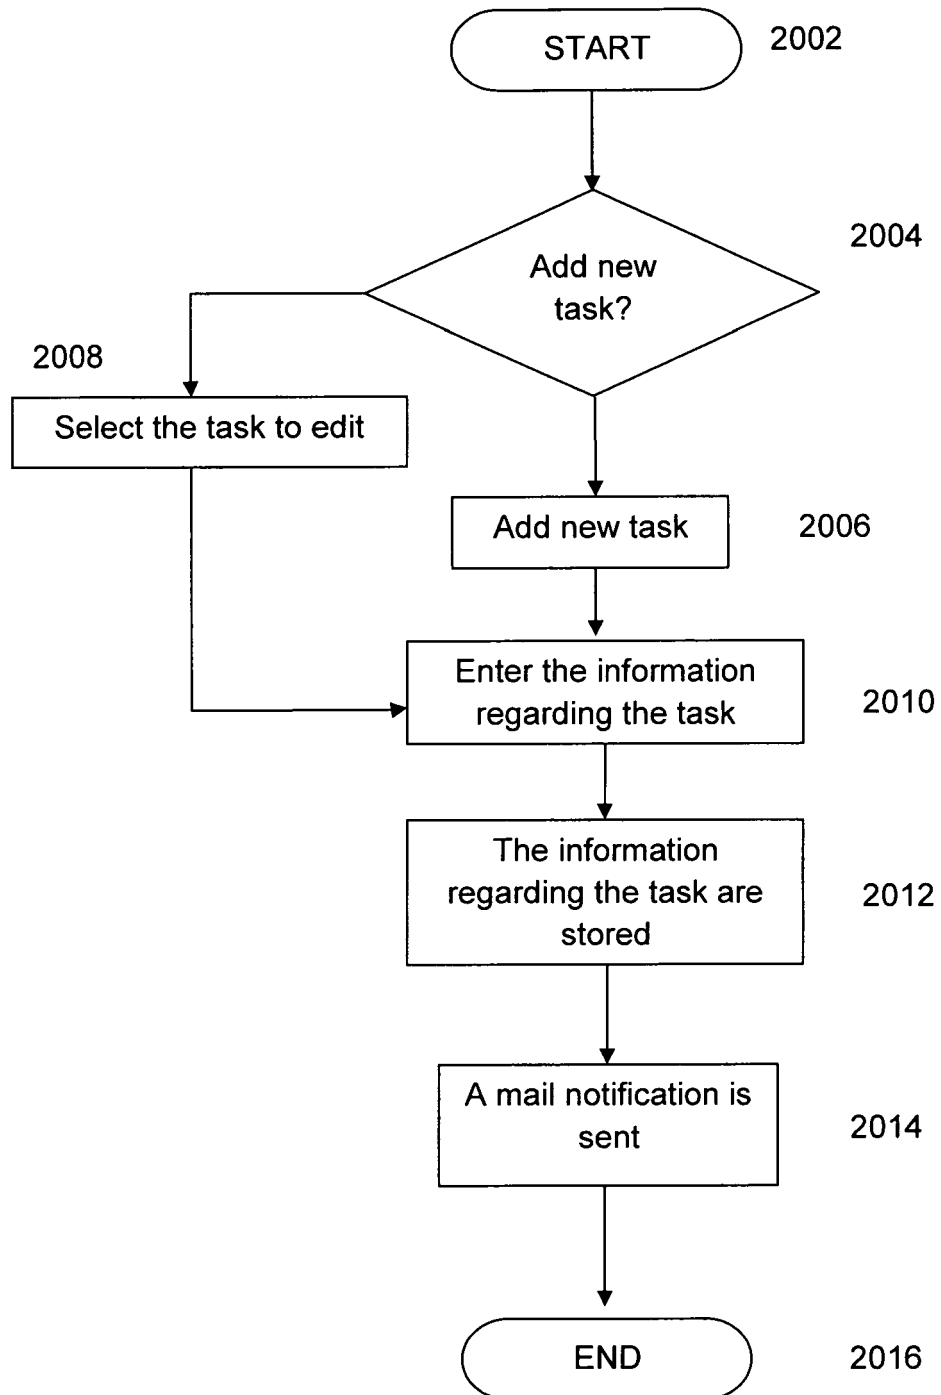 START
2002
2004
Add new
task?
2008
Select the task to edit
Add new task
2006
Enter the information
regarding the task
2010
The information
regarding the task are
stored
2012
A mail notification is
sent
2014
END
2016